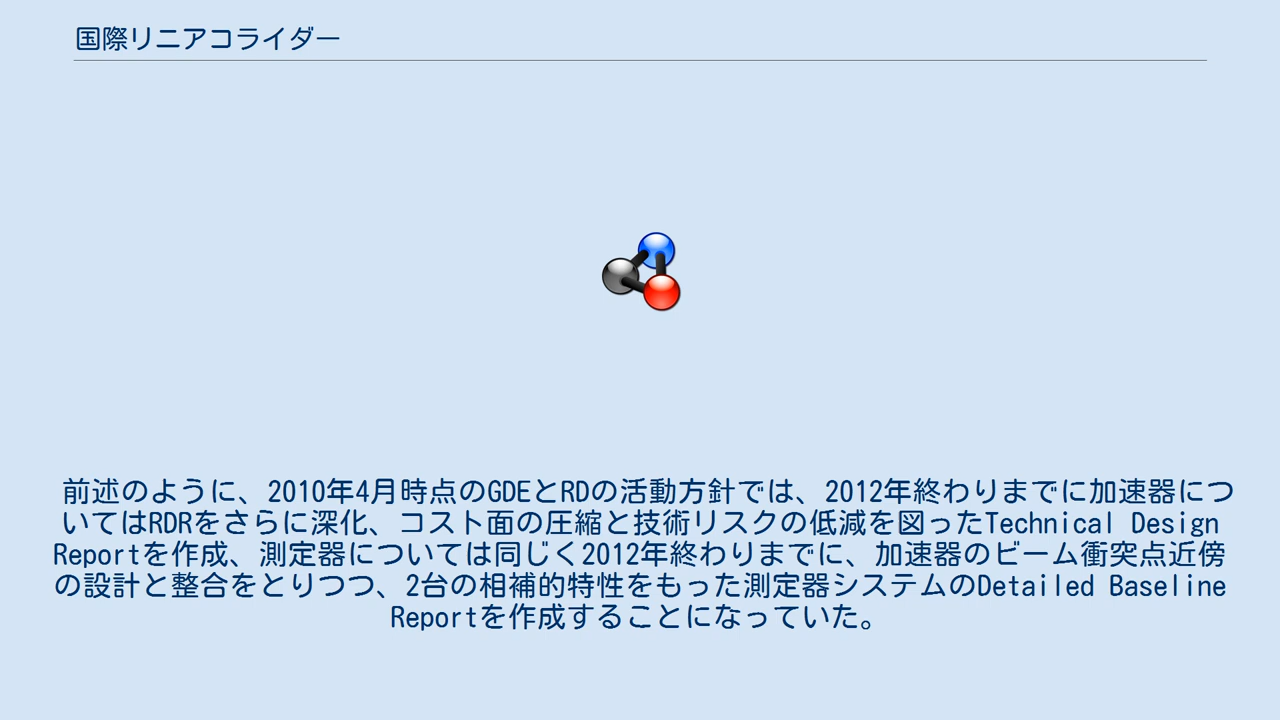 国際リニアコライダー
前述のように、2010年4月時点のGDEとRDの活動方針では、2012年終わりまでに加速器につ
いてはRDRをさらに深化、コスト面の圧縮と技術リスクの低減を図ったTechnical Design
Reportを作成、測定器については同じく2012年終わりまでに、加速器のビーム衝突点近傍
の設計と整合をとりつつ、2台の相補的特性をもった測定器システムのDetailed Baseline
Reportを作成することになっていた。